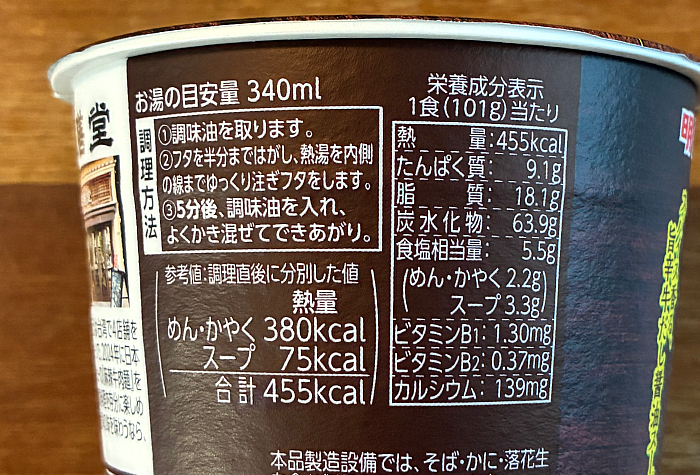 善堂
お湯の目安量 340ml
調理方法
①調味油を取ります。
②フタを半分まではがし、熱湯を内側
の線までゆっくり注ぎフタをします。
③5分後、調味油を入れ、
よくかき混ぜてできあがり。
参考値:調理直後に分別した値
熱量
めん・かやく 380kcal
スープ 75kcal
合計 455kcal
栄養成分表示
1食(101g)当たり
熱量:455kcal
たんぱく質: 9.1g
脂質: 18.1g
炭水化物: 63.9g
食塩相当量: 5.5g
(めん・かやく 2.2g
スープ 3.3g)
ビタミンB1: 1.30mg
ビタミンB2: 0.37mg
カルシウム: 139mg
本品製造設備では、そば・かに・落花生